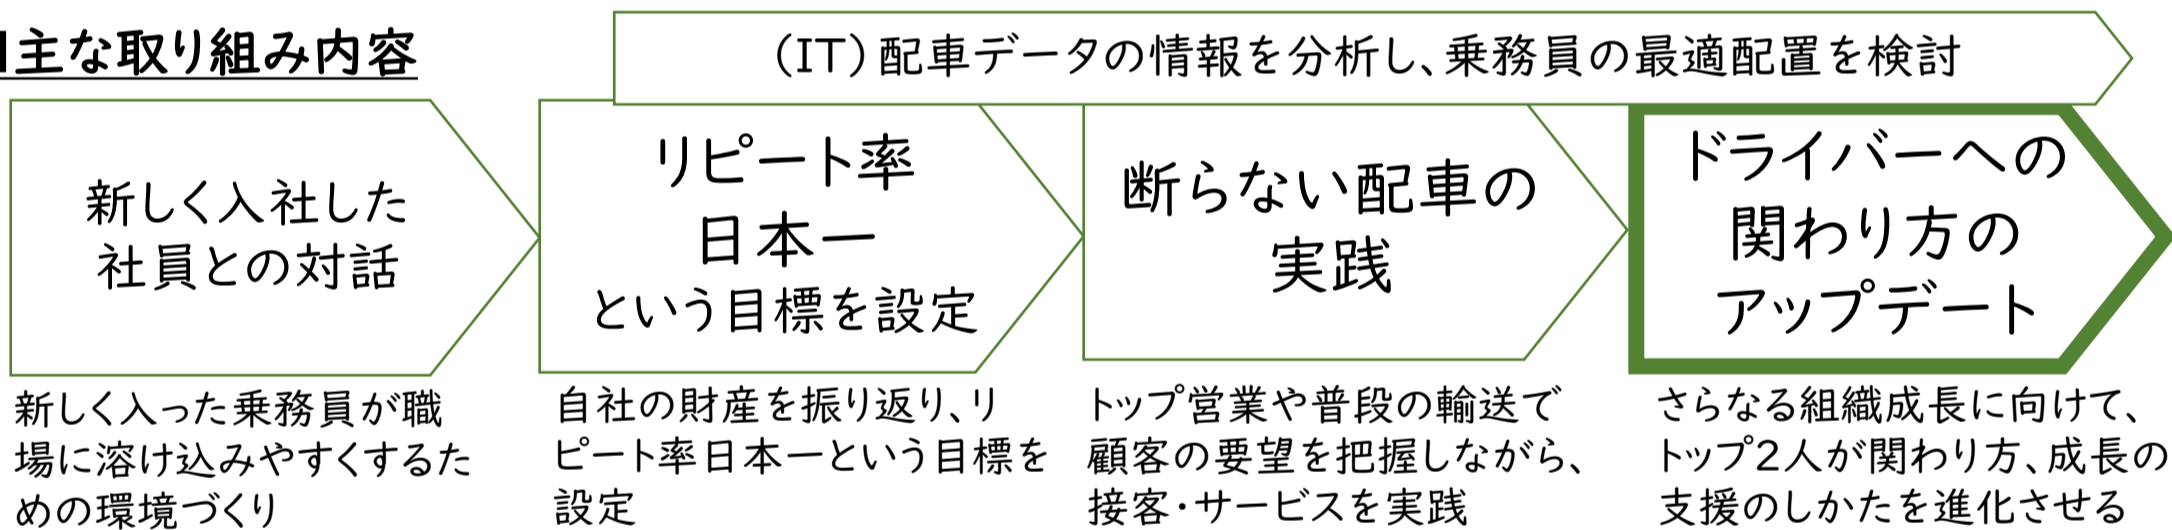 主な取り組み内容
(IT)配車データの情報を分析し、乗務員の最適配置を検討
新しく入社した
社員との対話
リピート率
日本一
という目標を設定
断らない配車の
実践
ドライバーへの
関わり方の
アップデート
新しく入った乗務員が職
場に溶け込みやすくするた
めの環境づくり
自社の財産を振り返り、リ
ピート率日本一という目標を
設定
トップ営業や普段の輸送で
顧客の要望を把握しながら、
接客・サービスを実践
さらなる組織成長に向けて、
トップ2人が関わり方、成長の
支援のしかたを進化させる